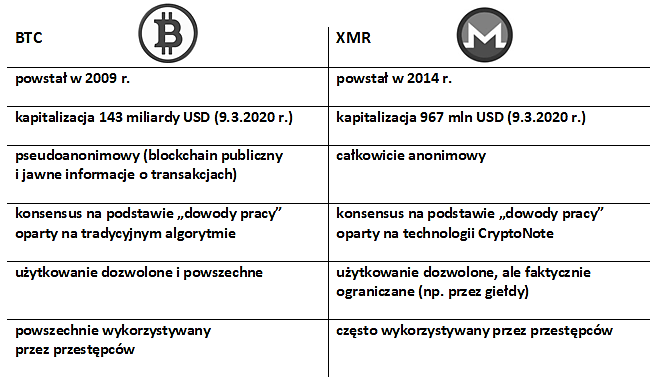 BTC
XMR
powstał w 2009 r.
powstał w 2014 r.
kapitalizacja 143 miliardy USD (9.3.2020 r.)
kapitalizacja 967 mln USD (9.3.2020 r.)
pseudoanonimowy (blockchain publiczny
i jawne informacje o transakcjach)
całkowicie anonimowy
konsensus na podstawie „dowody pracy”
oparty na tradycyjnym algorytmie
konsensus na podstawie „dowody pracy”
oparty na technologii CryptoNote
użytkowanie dozwolone i powszechne
użytkowanie dozwolone, ale faktycznie
ograniczane (np. przez giełdy)
powszechnie wykorzystywany
przez przestępców
często wykorzystywany przez przestępców